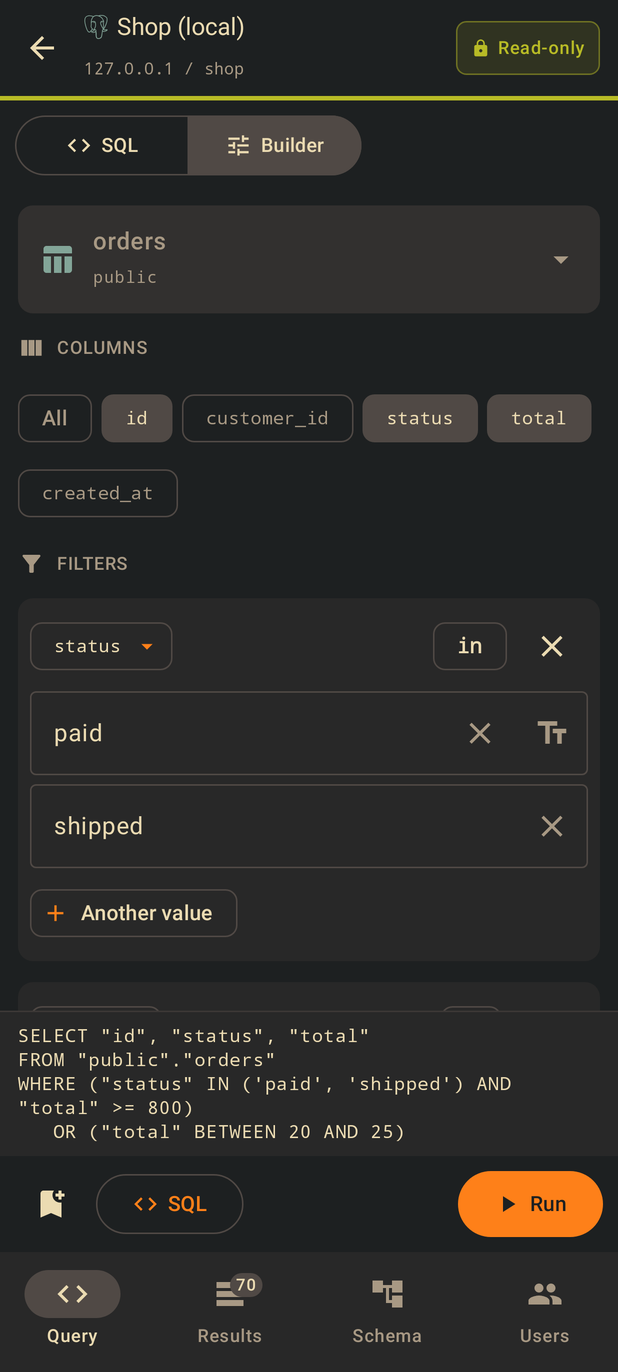 Shop (local)
127.0.0.1 / shop
Read-only
SQL
Builder
orders
public
COLUMNS
All
id
customer_id
status
total
created_at
FILTERS
status
in
paid
Tт
shipped
Another value
SELECT "id", "status", "total"
FROM "public"."orders"
WHERE ("status" IN ('paid', 'shipped') AND
"total" >= 800)
OR ("total" BETWEEN 20 AND 25)
SQL
Run
70
Query
Results
Schema
Users